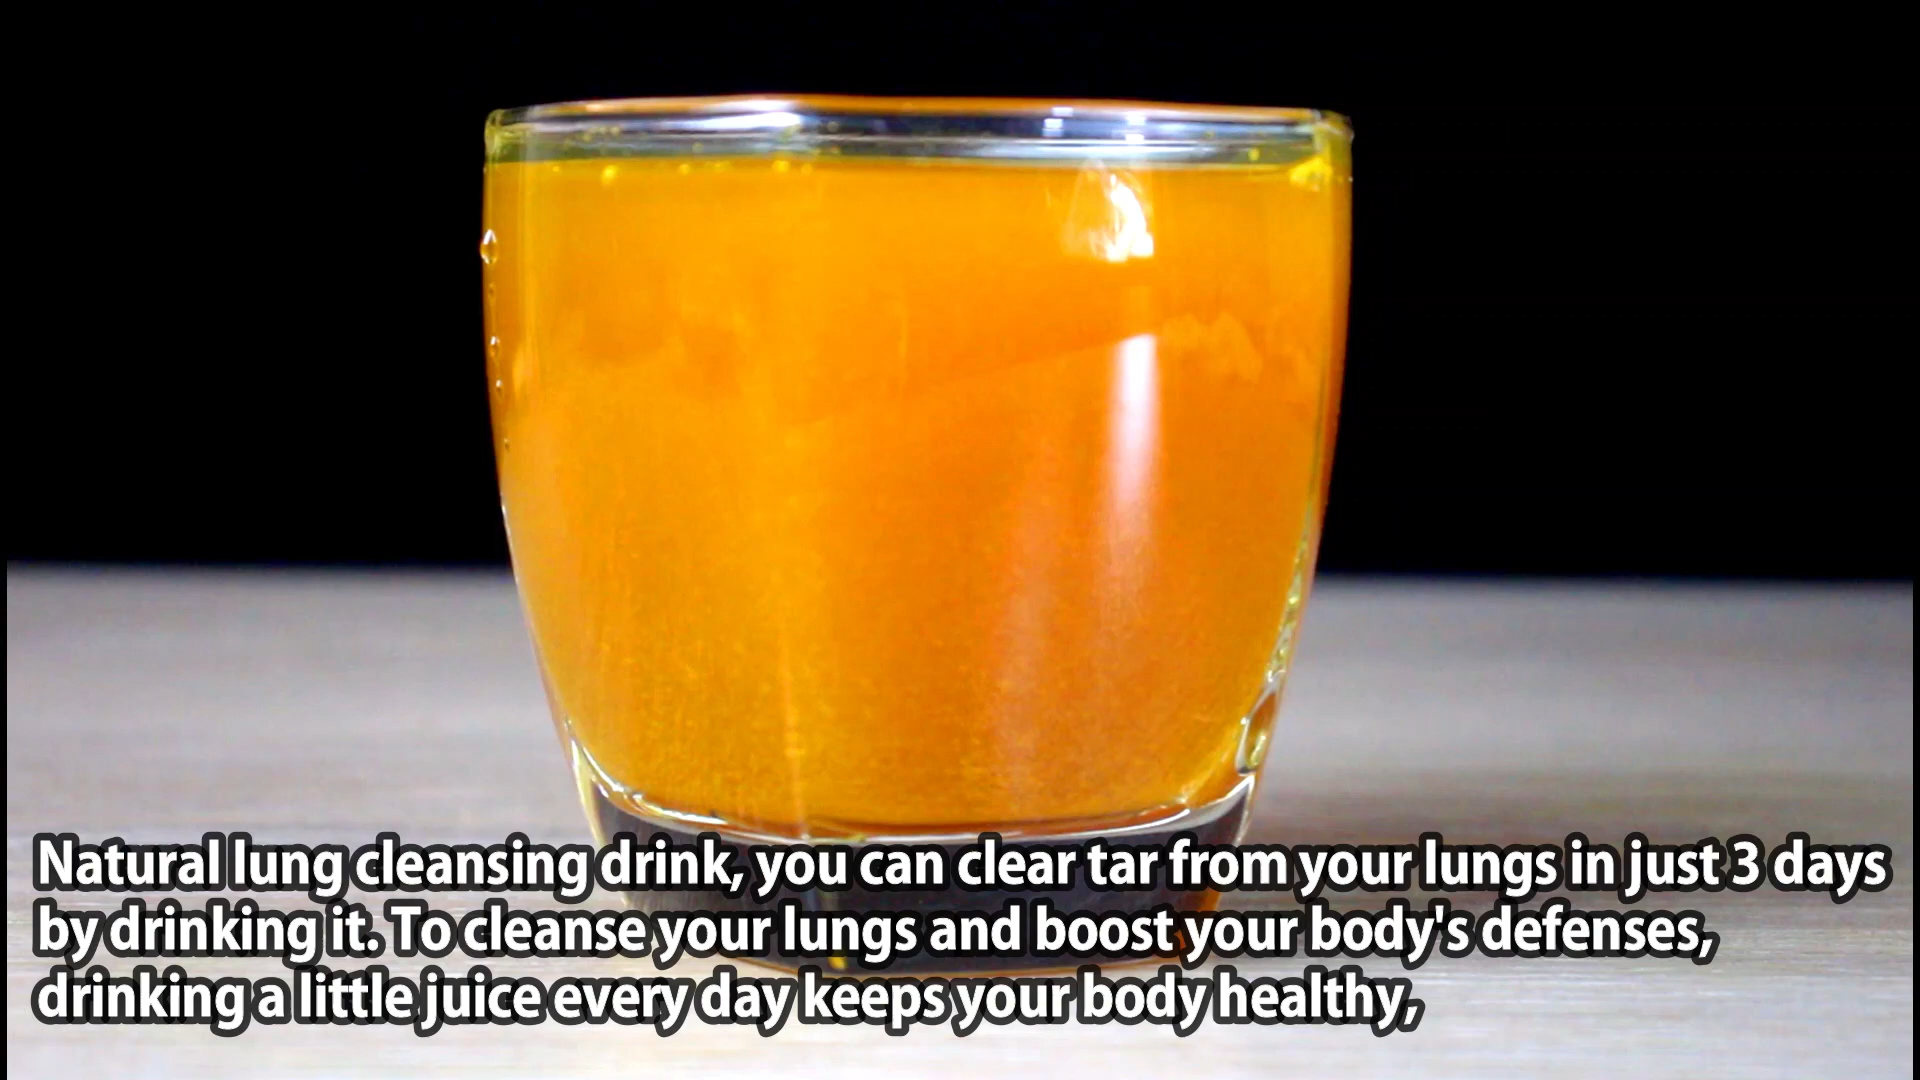 Natural lung cleansing drink, you can clear tar from your lungs in just 3 days
by drinking it. To cleanse your lungs and boost your body's defenses,
drinking a little juice every day keeps your body healthy,